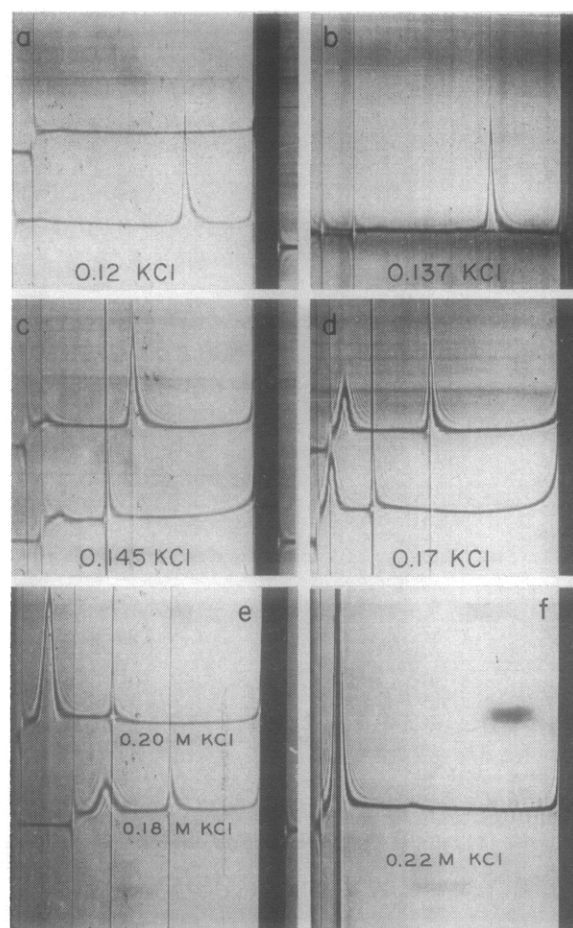 a
0.12 KCl
b
0.137 KCl
c
0.145 KCl
d
0.17 KCl
e
0.20 M KCl
0.18 M KCl
f
0.22 M KCl